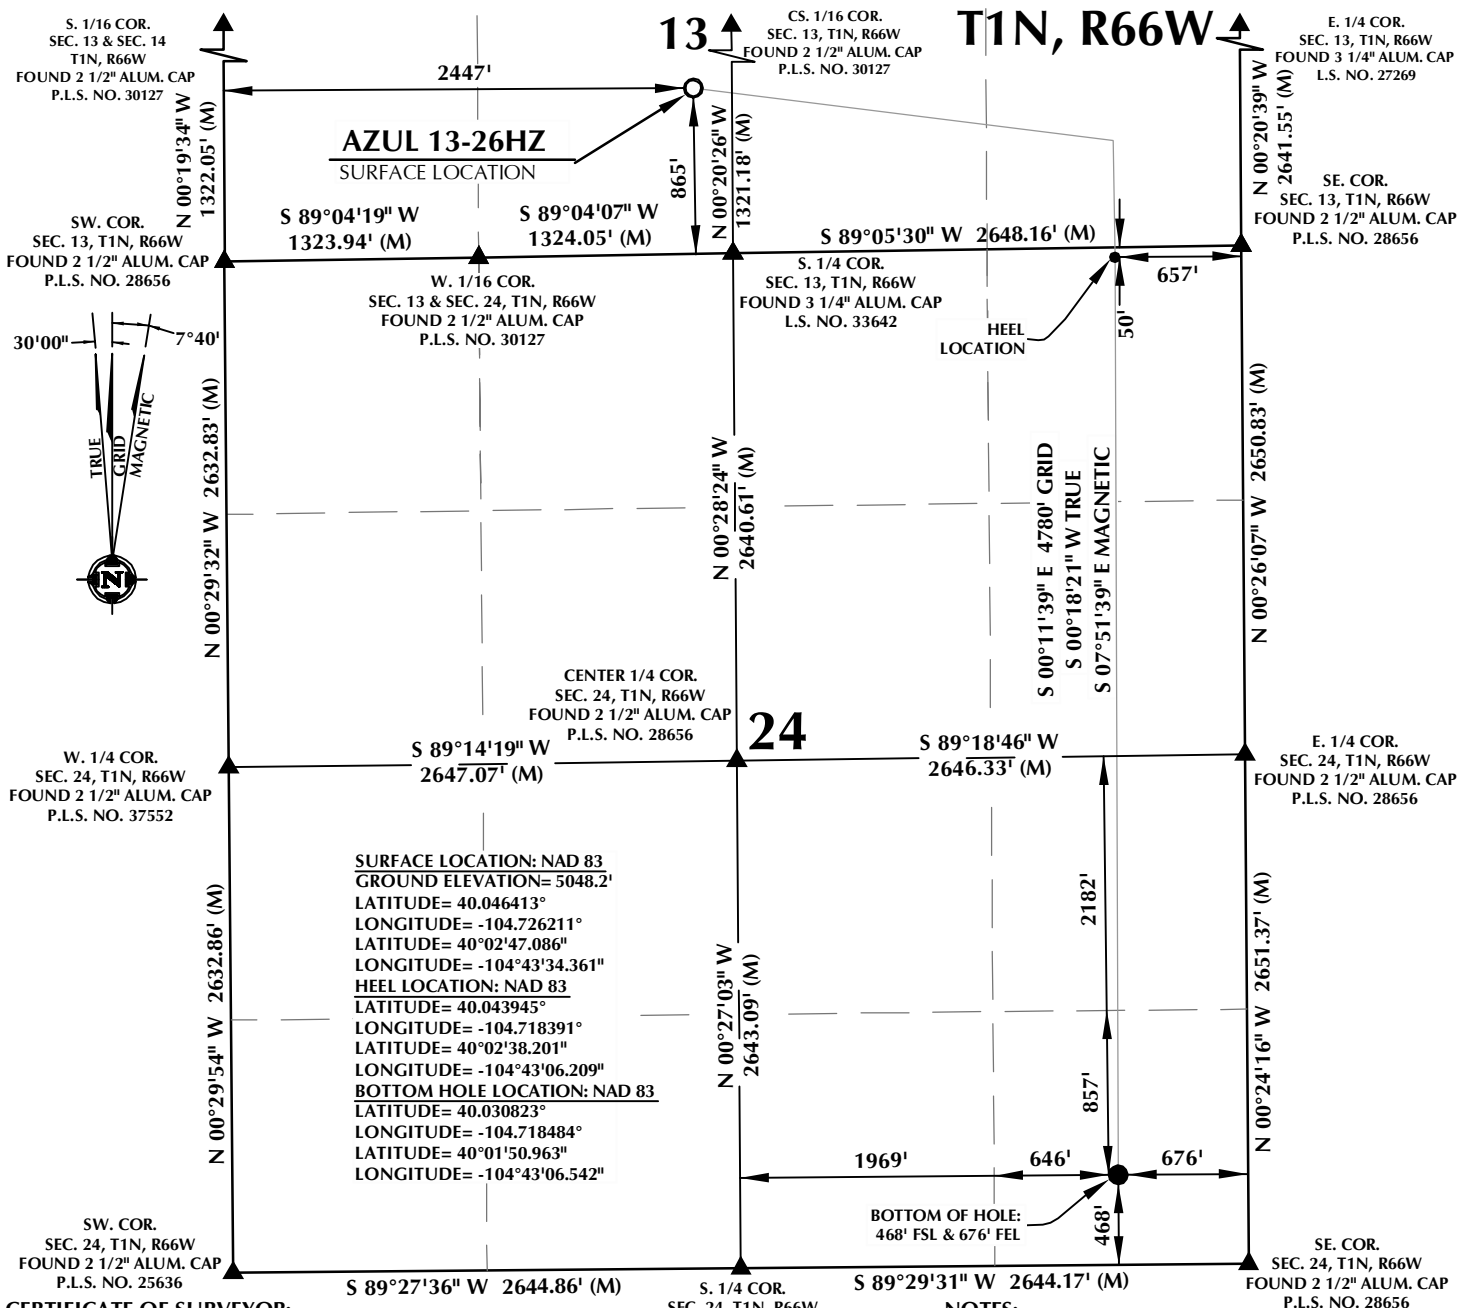 S. 1/16 COR.
SEC. 13 & SEC. 14
T1N, R66W
FOUND 2 1/2" ALUM. CAP
P.L.S. NO. 30127
13
CS. 1/16 COR.
SEC. 13, T1N, R66W
FOUND 2 1/2" ALUM. CAP
P.L.S. NO. 30127
T1N, R66W
E. 1/4 COR.
SEC. 13, T1N, R66W
FOUND 3 1/4" ALUM. CAP
L.S. NO. 27269
2447'
N 00°19'34" W
1322.05' (M)
AZUL 13-26HZ
SURFACE LOCATION
865'
N 00°20'26" W
1321.18' (M)
N 00°20'39" W
2641.55' (M)
SW. COR.
SEC. 13, T1N, R66W
FOUND 2 1/2" ALUM. CAP
P.L.S. NO. 28656
S 89°04'19" W
1323.94' (M)
S 89°04'07" W
1324.05' (M)
S 89°05'30" W 2648.16' (M)
SE. COR.
SEC. 13, T1N, R66W
FOUND 2 1/2" ALUM. CAP
P.L.S. NO. 28656
W. 1/16 COR.
SEC. 13 & SEC. 24, T1N, R66W
FOUND 2 1/2" ALUM. CAP
P.L.S. NO. 30127
S. 1/4 COR.
SEC. 13, T1N, R66W
FOUND 3 1/4" ALUM. CAP
L.S. NO. 33642
657'
50'
HEEL
LOCATION
30'00"
7°40'
TRUE
GRID
MAGNETIC
N
N 00°29'32" W 2632.83' (M)
N 00°28'24" W
2640.61' (M)
S 00°11'39" E 4780' GRID
S 00°18'21" W TRUE
S 07°51'39" E MAGNETIC
N 00°26'07" W 2650.83' (M)
CENTER 1/4 COR.
SEC. 24, T1N, R66W
FOUND 2 1/2" ALUM. CAP
P.L.S. NO. 28656
24
W. 1/4 COR.
SEC. 24, T1N, R66W
FOUND 2 1/2" ALUM. CAP
P.L.S. NO. 37552
S 89°14'19" W
2647.07' (M)
S 89°18'46" W
2646.33' (M)
E. 1/4 COR.
SEC. 24, T1N, R66W
FOUND 2 1/2" ALUM. CAP
P.L.S. NO. 28656
SURFACE LOCATION: NAD 83
GROUND ELEVATION= 5048.2'
LATITUDE= 40.046413°
LONGITUDE= -104.726211°
LATITUDE= 40°02'47.086"
LONGITUDE= -104°43'34.361"
HEEL LOCATION: NAD 83
LATITUDE= 40.043945°
LONGITUDE= -104.718391°
LATITUDE= 40°02'38.201"
LONGITUDE= -104°43'06.209"
BOTTOM HOLE LOCATION: NAD 83
LATITUDE= 40.030823°
LONGITUDE= -104.718484°
LATITUDE= 40°01'50.963"
LONGITUDE= -104°43'06.542"
N 00°29'54" W 2632.86' (M)
N 00°27'03" W
2643.09' (M)
2182'
857'
N 00°24'16" W 2651.37' (M)
1969'
646'
676'
468'
BOTTOM OF HOLE:
468' FSL & 676' FEL
SW. COR.
SEC. 24, T1N, R66W
FOUND 2 1/2" ALUM. CAP
P.L.S. NO. 25636
S 89°27'36" W 2644.86' (M)
S. 1/4 COR.
SEC. 24, T1N, R66W
S 89°29'31" W 2644.17' (M)
SE. COR.
SEC. 24, T1N, R66W
FOUND 2 1/2" ALUM. CAP
P.L.S. NO. 28656
CERTIFICATE OF SURVEYOR:
NOTES: